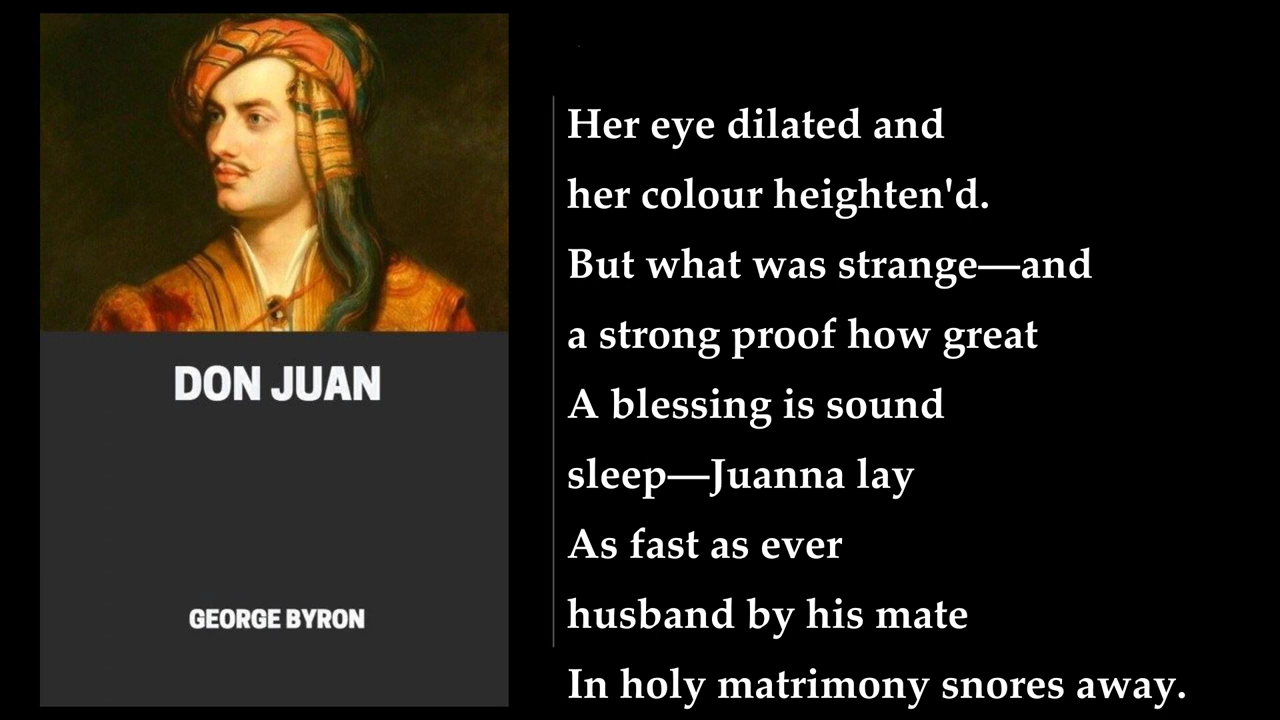 DON JUAN
GEORGE BYRON
Her eye dilated and
her colour heighten'd.
But what was strange—and
a strong proof how great
A blessing is sound
sleep—Juanna lay
As fast as ever
husband by his mate
In holy matrimony snores away.